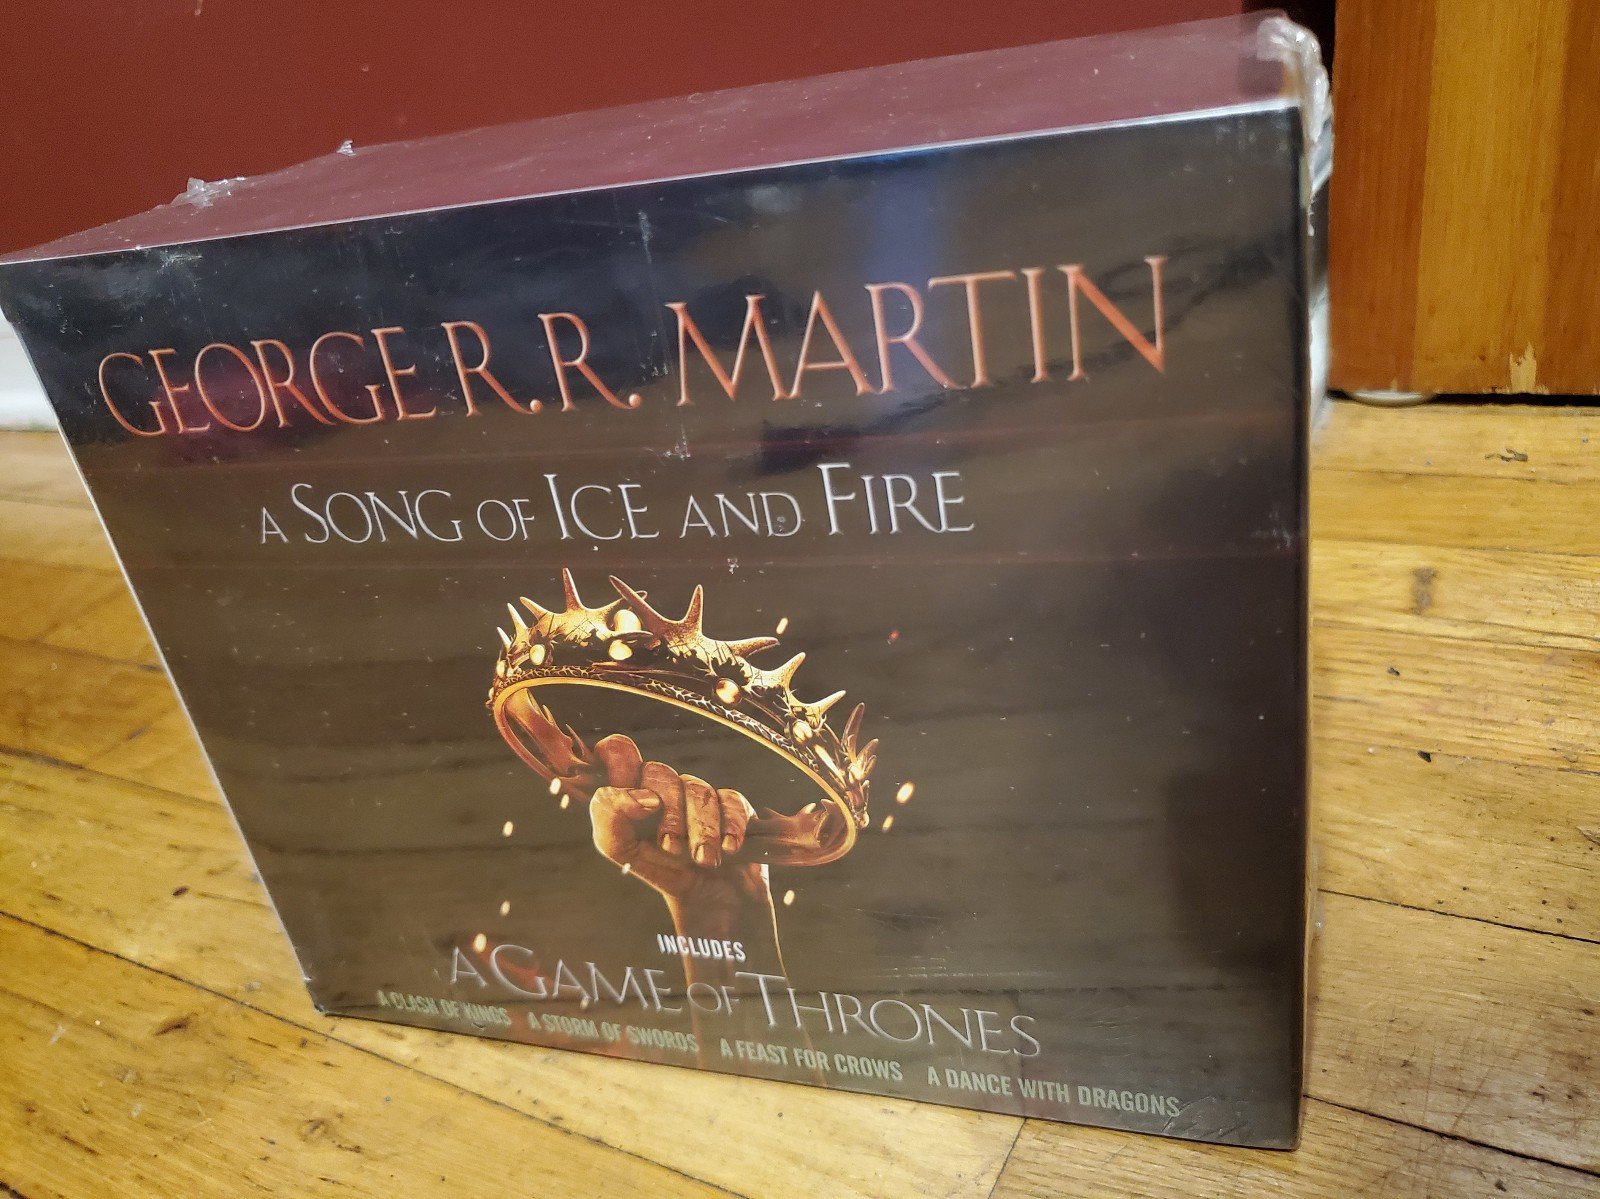 GEORGE R. R. MARTIN
A SONG OF ICE AND FIRE
INCLUDES
A GAME OF THRONES
A CLASH OF KINGS A STORM OF SWORDS A FEAST FOR CROWS A DANCE WITH DRAGONS